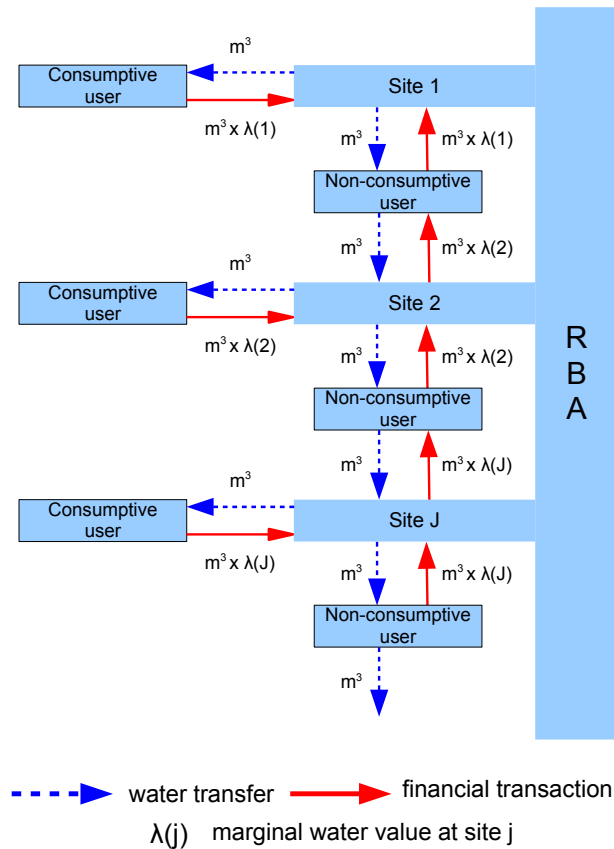 m³
Consumptive
user
Site 1
m³ x λ(1)
m³
m³ x λ(1)
Non-consumptive
user
m³
m³ x λ(2)
m³
Consumptive
user
Site 2
m³ x λ(2)
m³
m³ x λ(2)
Non-consumptive
user
m³
m³ x λ(J)
m³
Consumptive
user
Site J
m³ x λ(J)
m³
m³ x λ(J)
Non-consumptive
user
m³
R
B
A
water transfer
financial transaction
λ(j) marginal water value at site j